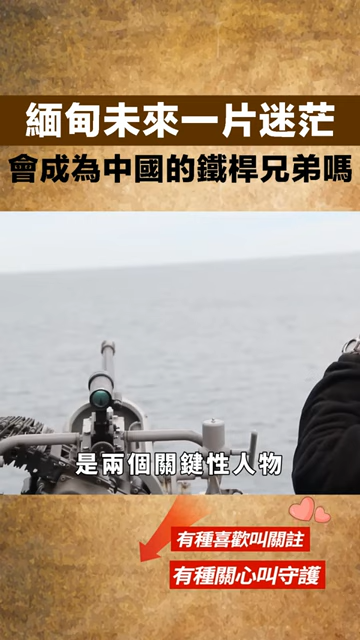 緬甸未來一片迷茫
會成為中國的鐵桿兄弟嗎
是兩個關鍵性人物
有種喜歡叫關註
有種關心叫守護